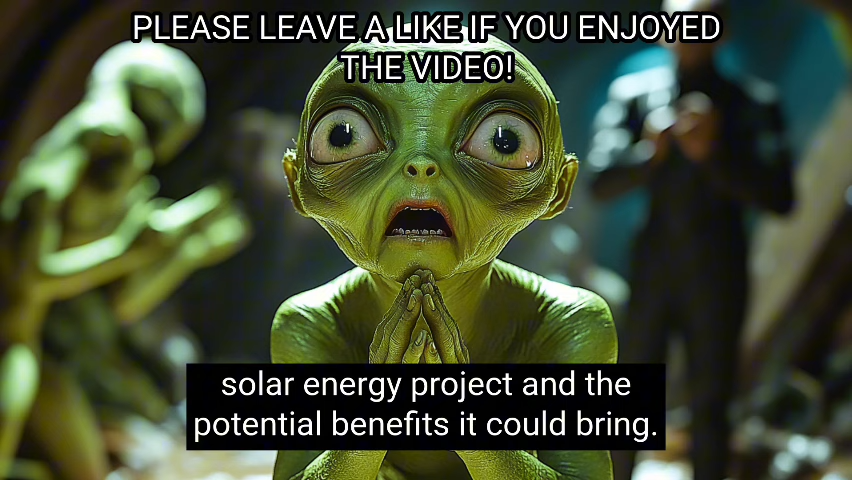 PLEASE LEAVE A LIKE IF YOU ENJOYED
THE VIDEO!
solar energy project and the
potential benefits it could bring.